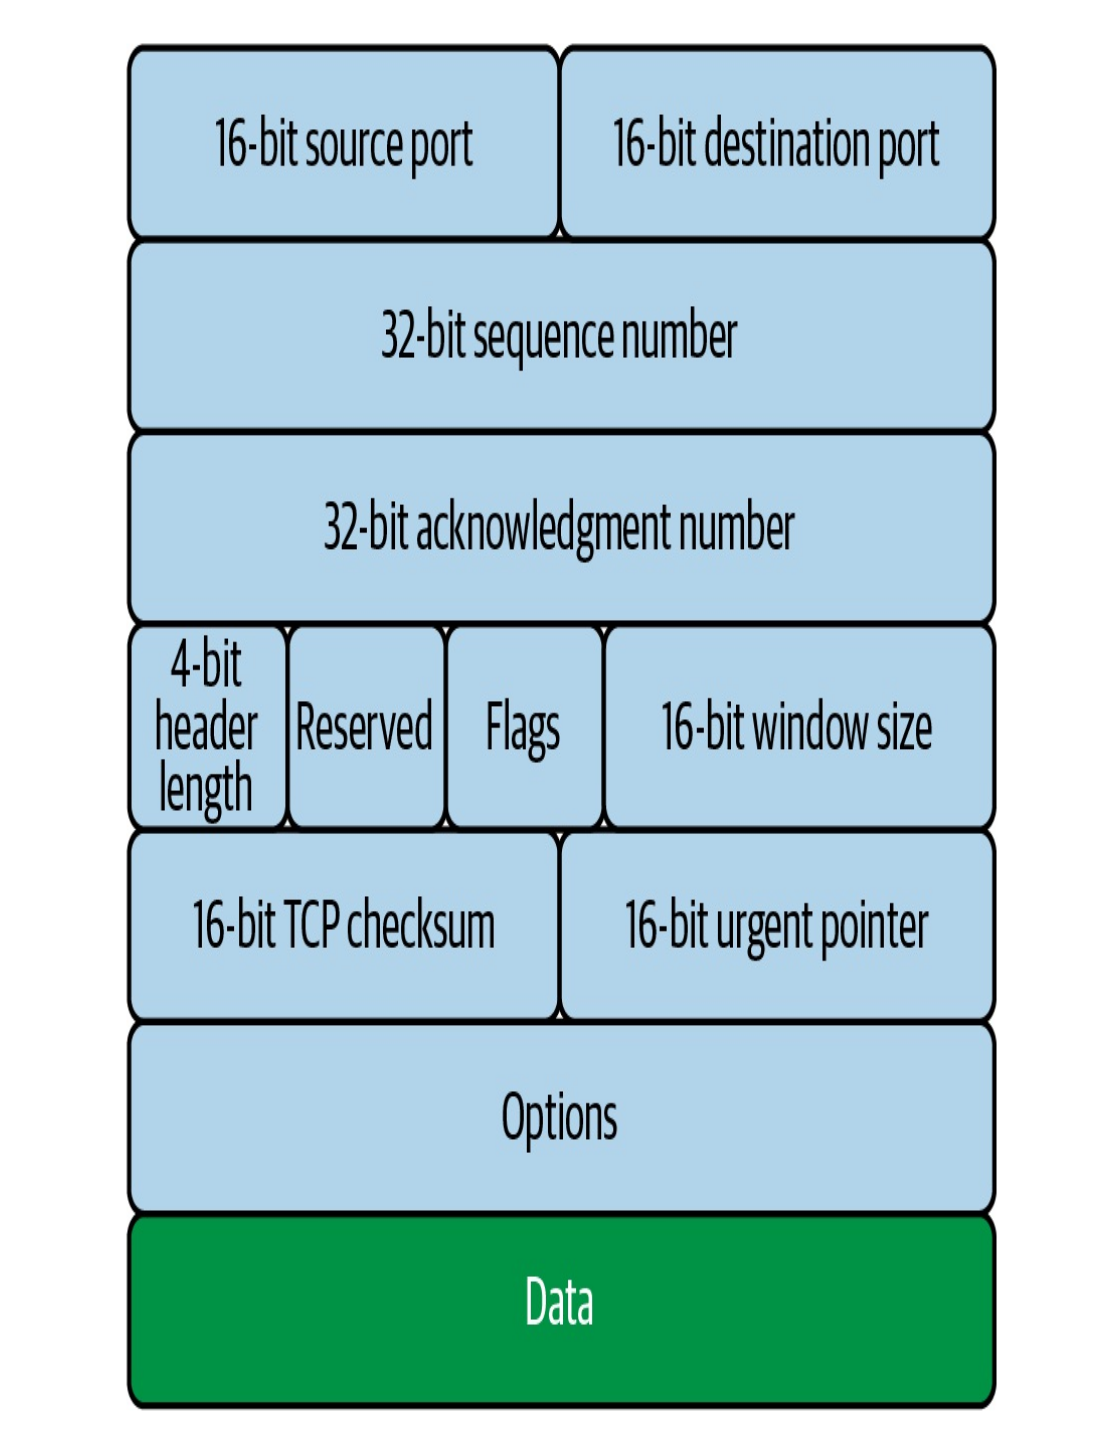 16-bit source port
16-bit destination port
32-bit sequence number
32-bit acknowledgment number
4-bit
header
length
Reserved
Flags
16-bit window size
16-bit TCP checksum
16-bit urgent pointer
Options
Data